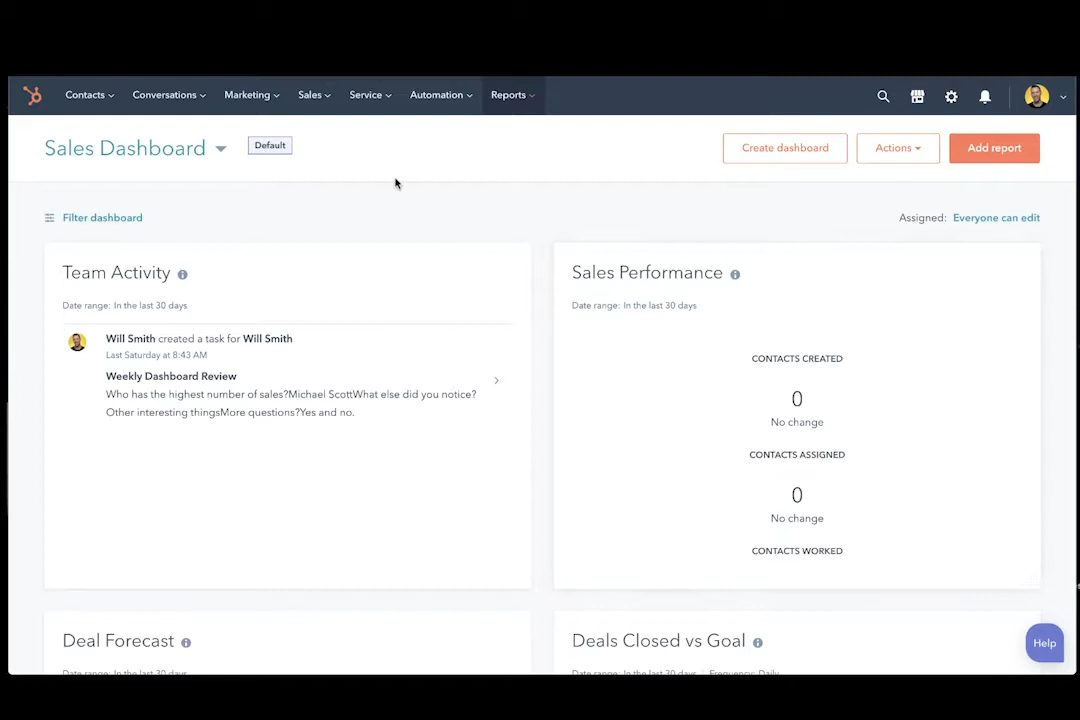 Contacts Conversations Marketing Sales Service Automation Reports
Sales Dashboard Default Create dashboard Actions Add report
Filter dashboard Assigned: Everyone can edit
Team Activity
Date range: In the last 30 days
Will Smith created a task for Will Smith
Last Saturday at 8:43 AM
Weekly Dashboard Review
Who has the highest number of sales?Michael ScottWhat else did you notice?
Other interesting thingsMore questions?Yes and no.
Sales Performance
Date range: In the last 30 days
CONTACTS CREATED
0
No change
CONTACTS ASSIGNED
0
No change
CONTACTS WORKED
Deal Forecast
Date range: In the last 30 days
Deals Closed vs Goal
Date range: In the last 30 days | Frequency: Daily
Help